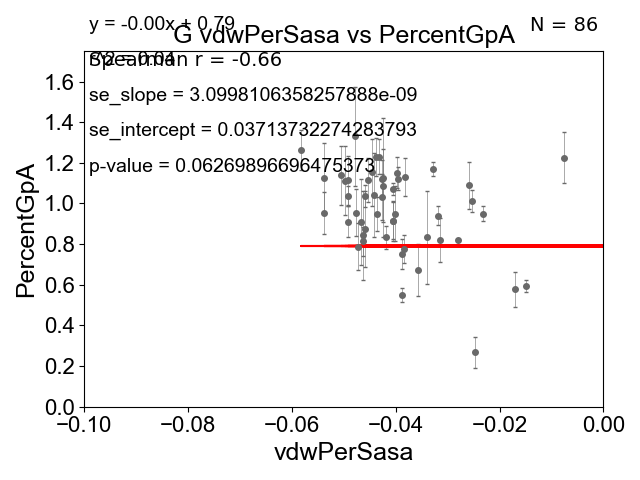 y = -0.00x + 0.79
G vdwPerSasa vs PercentGpA
N = 86
Spearman r = -0.66
se_slope = 3.0998106358257888e-09
se_intercept = 0.03713732274283793
p-value = 0.06269896696475373
PercentGpA
1.6
1.4
1.2
1.0
0.8
0.6
0.4
0.2
0.0
−0.10
−0.08
−0.06
−0.04
−0.02
0.00
vdwPerSasa